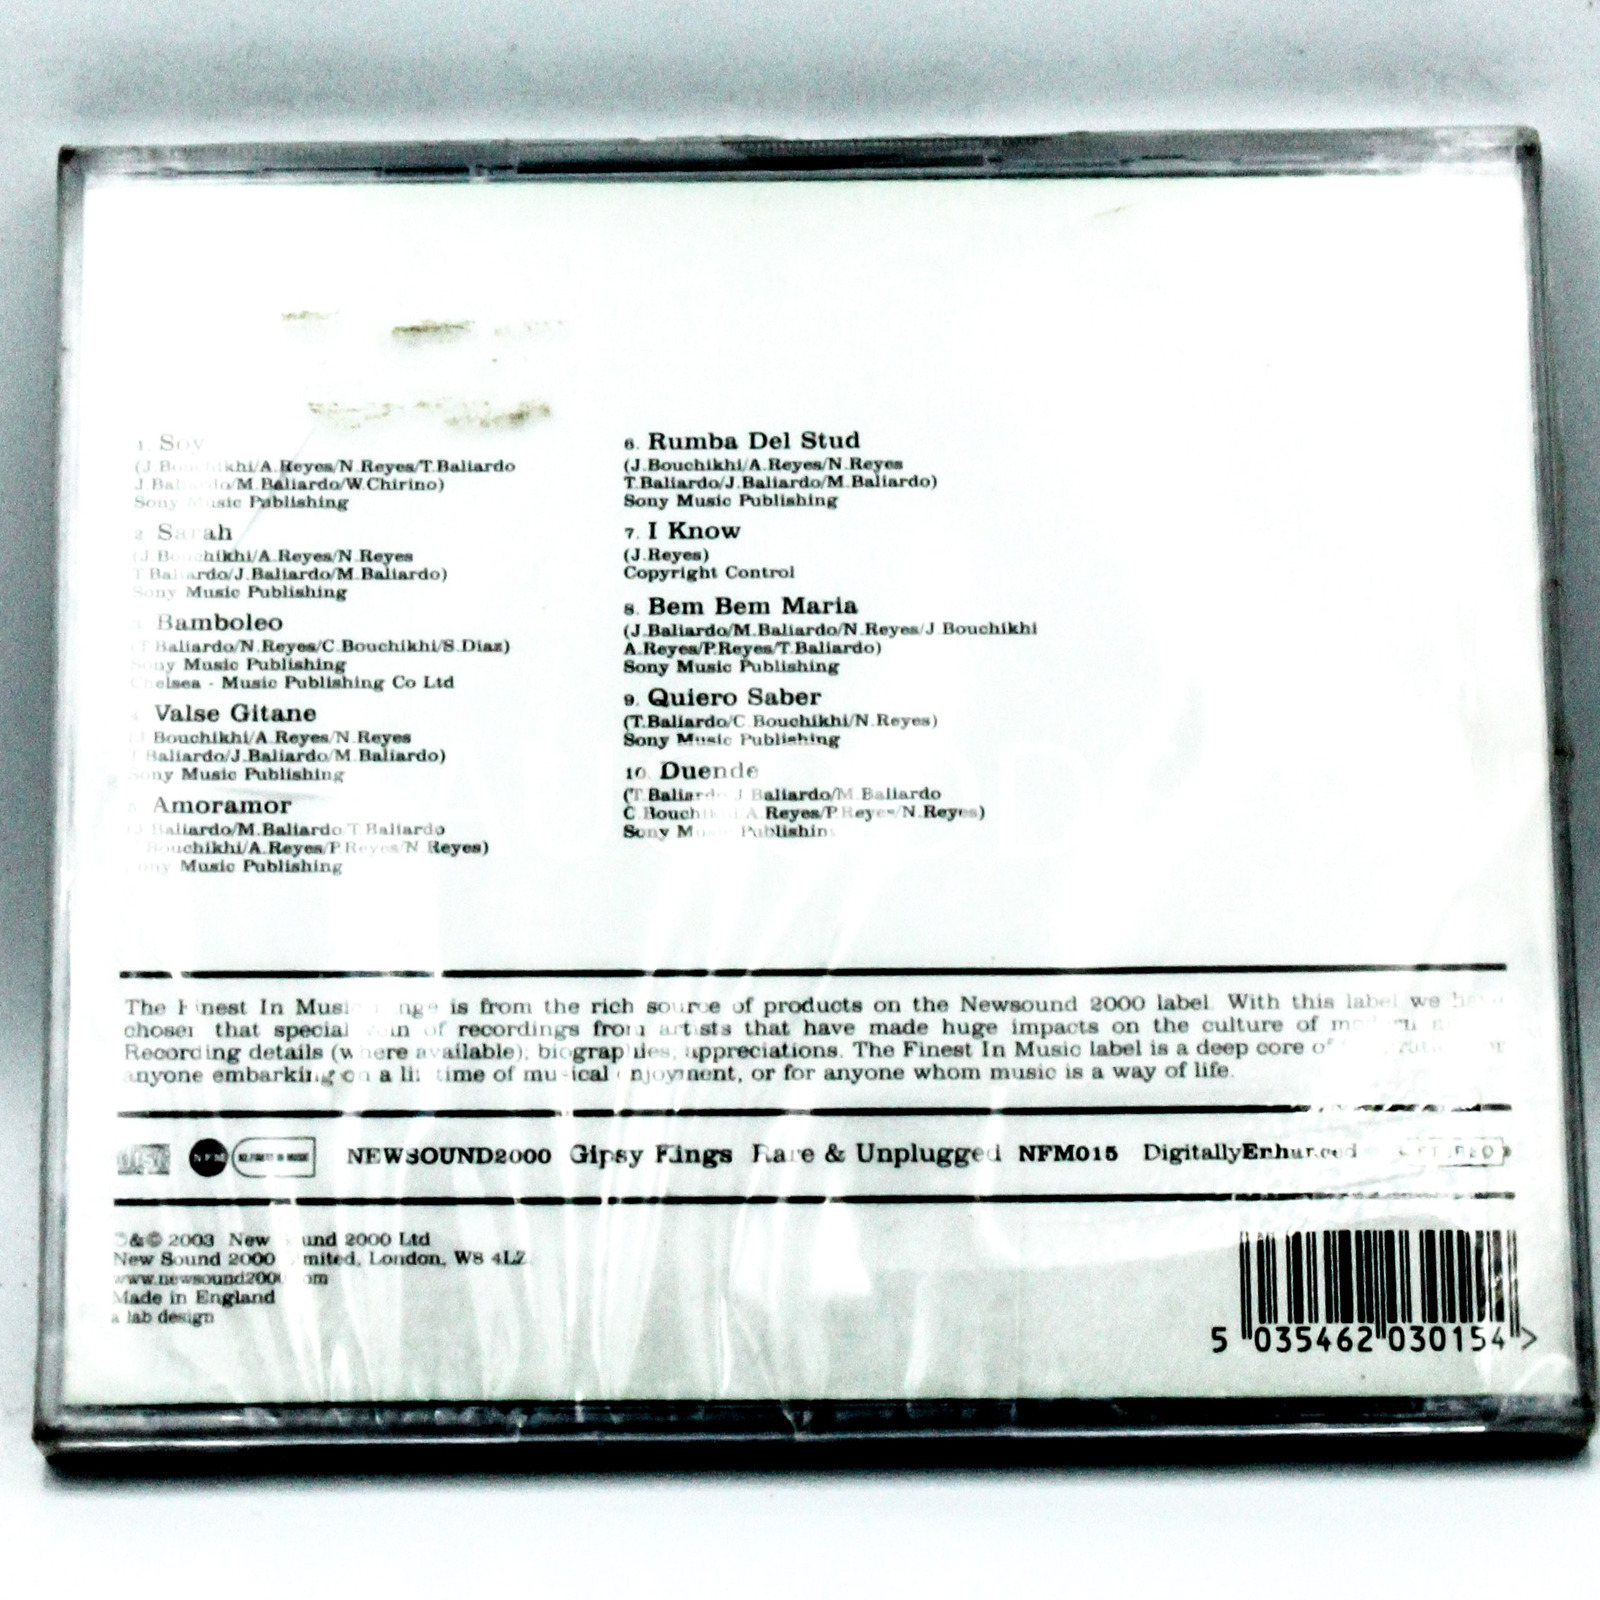 1. Soy
(J.Bouchikhi/A.Reyes/N.Reyes/T.Baliardo
J.Baliardo/M.Baliardo/W.Chirino)
Sony Music Publishing
2. Sarah
(J.Bouchikhi/A.Reyes/N.Reyes
T.Baliardo/J.Baliardo/M.Baliardo)
Sony Music Publishing
3. Bamboleo
(T.Baliardo/N.Reyes/C.Bouchikhi/S.Diaz)
Sony Music Publishing
Chelsea - Music Publishing Co Ltd
4. Valse Gitane
(J.Bouchikhi/A.Reyes/N.Reyes
T.Baliardo/J.Baliardo/M.Baliardo)
Sony Music Publishing
5. Amoramor
(J.Baliardo/M.Baliardo/T.Baliardo
Bouchikhi/A.Reyes/P.Reyes/N.Reyes)
Sony Music Publishing
6. Rumba Del Stud
(J.Bouchikhi/A.Reyes/N.Reyes
T.Baliardo/J.Baliardo/M.Baliardo)
Sony Music Publishing
7. I Know
(J.Reyes)
Copyright Control
8. Bem Bem Maria
(J.Baliardo/M.Baliardo/N.Reyes/J.Bouchikhi
A.Reyes/P.Reyes/T.Baliardo)
Sony Music Publishing
9. Quiero Saber
(T.Baliardo/C.Bouchikhi/N.Reyes)
Sony Music Publishing
10. Duende
(T.Baliardo/J.Baliardo/M.Baliardo
C.Bouchikhi/A.Reyes/P.Reyes/N.Reyes)
Sony Music Publishing
The Finest In Music range is from the rich source of products on the Newsound 2000 label. With this label we have
chosen that special vein of recordings from artists that have made huge impacts on the culture of modern
Recording details (where available), biographies, appreciations. The Finest In Music label is a deep core of
anyone embarking on a lifetime of musical enjoyment, or for anyone whom music is a way of life.
NFM
NEWSOUND2000 Gipsy Kings Rare & Unplugged NFM015 DigitallyEnhanced
℗&© 2003 New Sound 2000 Ltd
New Sound 2000 Limited, London, W8 4LZ
www.newsound2000.com
Made in England
a lab design
5 035462 030154 >